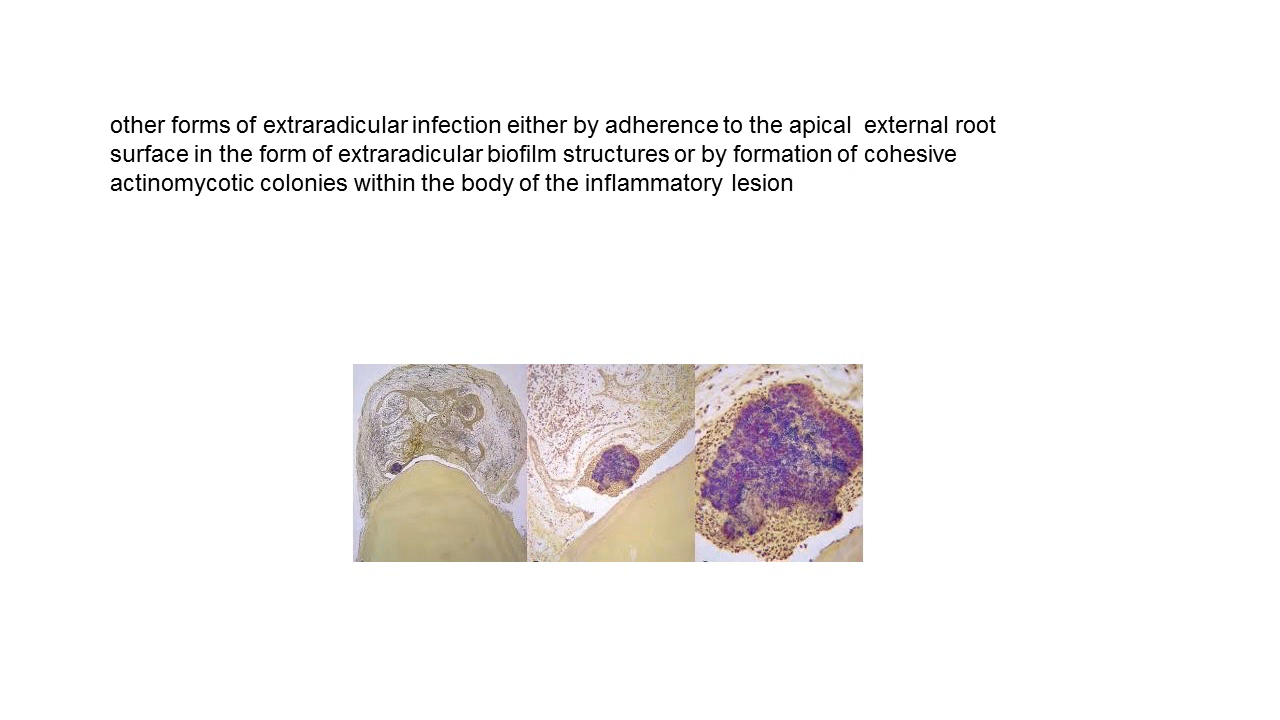 other forms of extraradicular infection either by adherence to the apical  external root
surface in the form of extraradicular biofilm structures or by formation of cohesive
actinomycotic colonies within the body of the inflammatory lesion